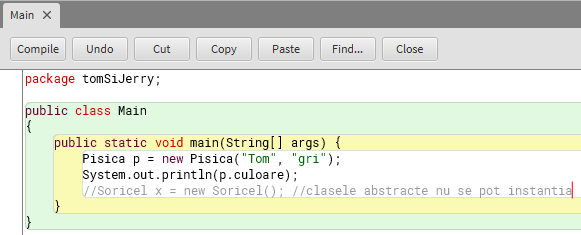 Main ✕
Compile Undo Cut Copy Paste Find... Close
package tomSiJerry;
public class Main
{
public static void main(String[] args) {
Pisica p = new Pisica("Tom", "gri");
System.out.println(p.culoare);
//Soricel x = new Soricel(); //clasele abstracte nu se pot instantia
}
}